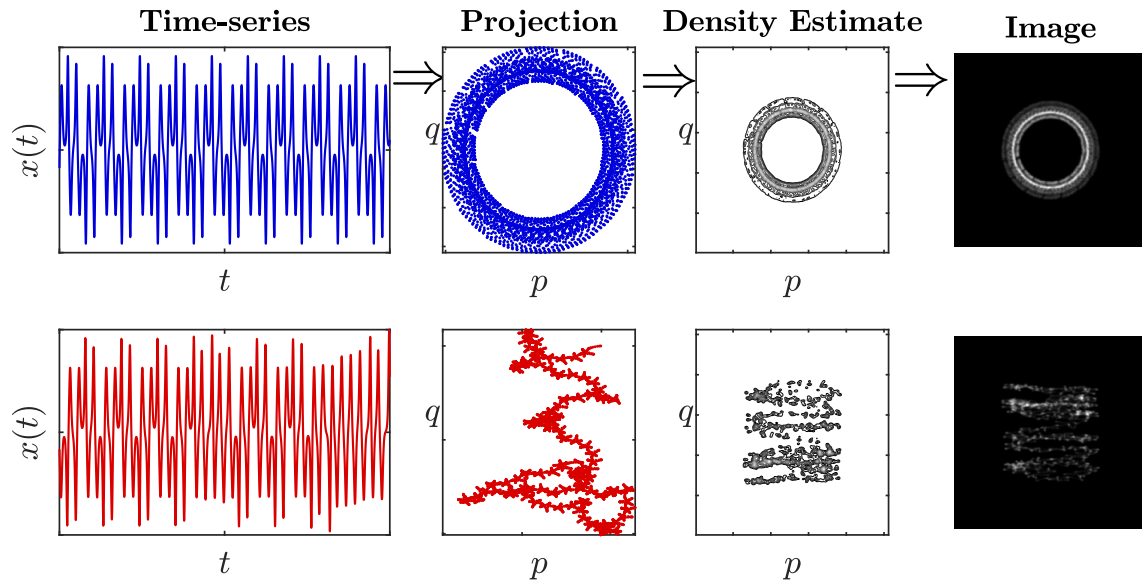 Time-series
Projection
Density Estimate
Image
x(t)
q
q
t
p
p
x(t)
q
q
t
p
p